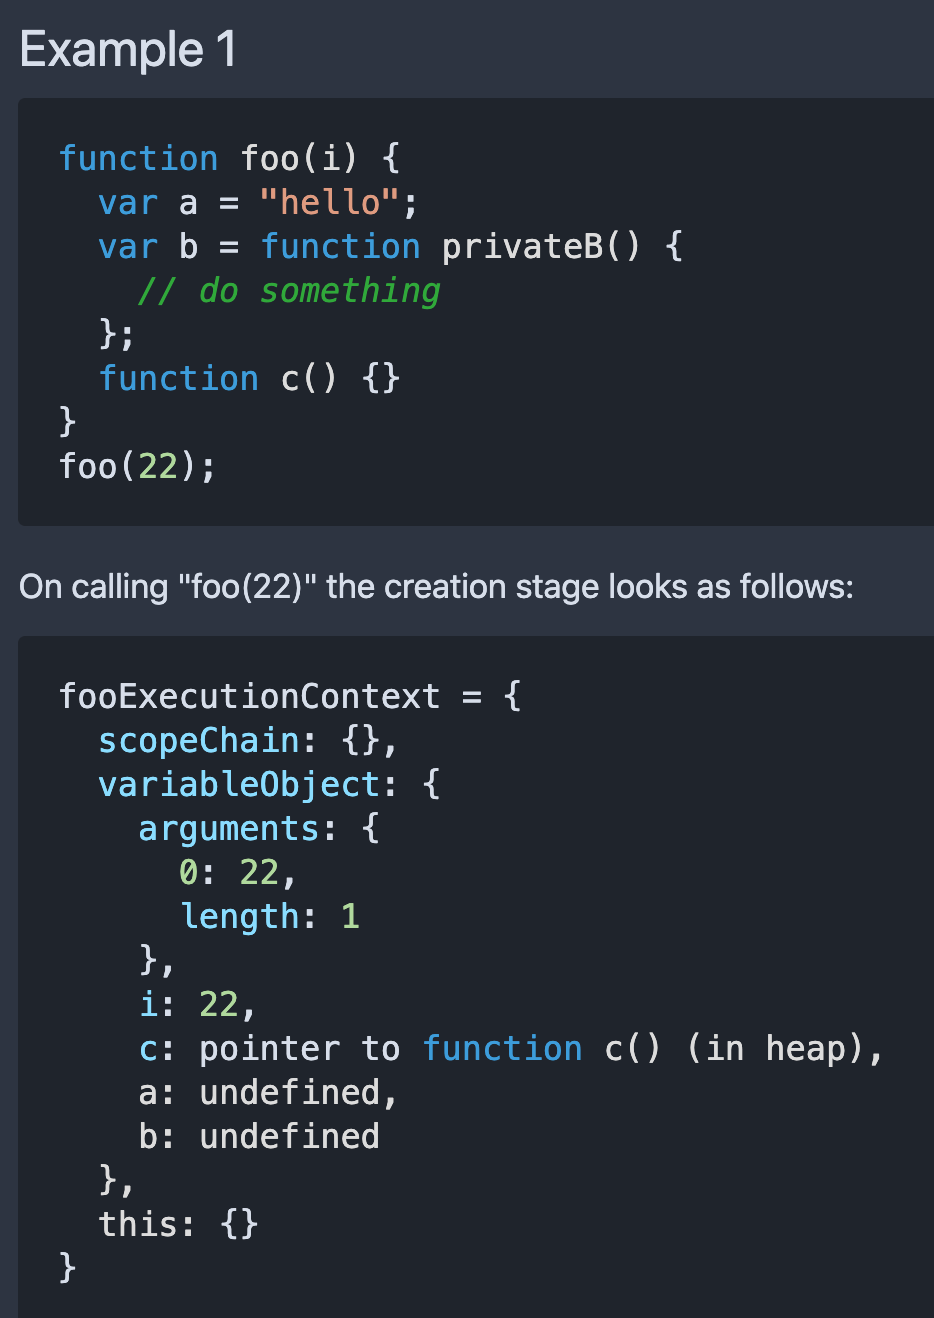 Example 1
function foo(i) {
  var a = "hello";
  var b = function privateB() {
    // do something
  };
  function c() {}
}
foo(22);
On calling "foo(22)" the creation stage looks as follows:
fooExecutionContext = {
  scopeChain: {},
  variableObject: {
    arguments: {
      0: 22,
      length: 1
    },
    i: 22,
    c: pointer to function c() (in heap),
    a: undefined,
    b: undefined
  },
  this: {}
}